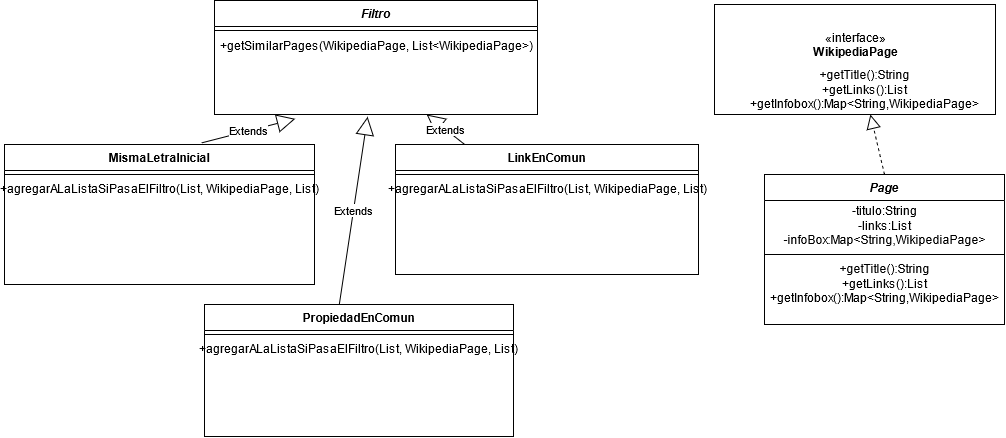 Filtro
+getSimilarPages(WikipediaPage, List<WikipediaPage>)
«interface»
WikipediaPage
+getTitle():String
+getLinks():List
+getInfobox():Map<String,WikipediaPage>
Extends
Extends
Extends
MismaLetraInicial
+agregarALaListaSiPasaElFiltro(List, WikipediaPage, List)
LinkEnComun
+agregarALaListaSiPasaElFiltro(List, WikipediaPage, List)
PropiedadEnComun
+agregarALaListaSiPasaElFiltro(List, WikipediaPage, List)
Page
-titulo:String
-links:List
-infoBox:Map<String,WikipediaPage>
+getTitle():String
+getLinks():List
+getInfobox():Map<String,WikipediaPage>